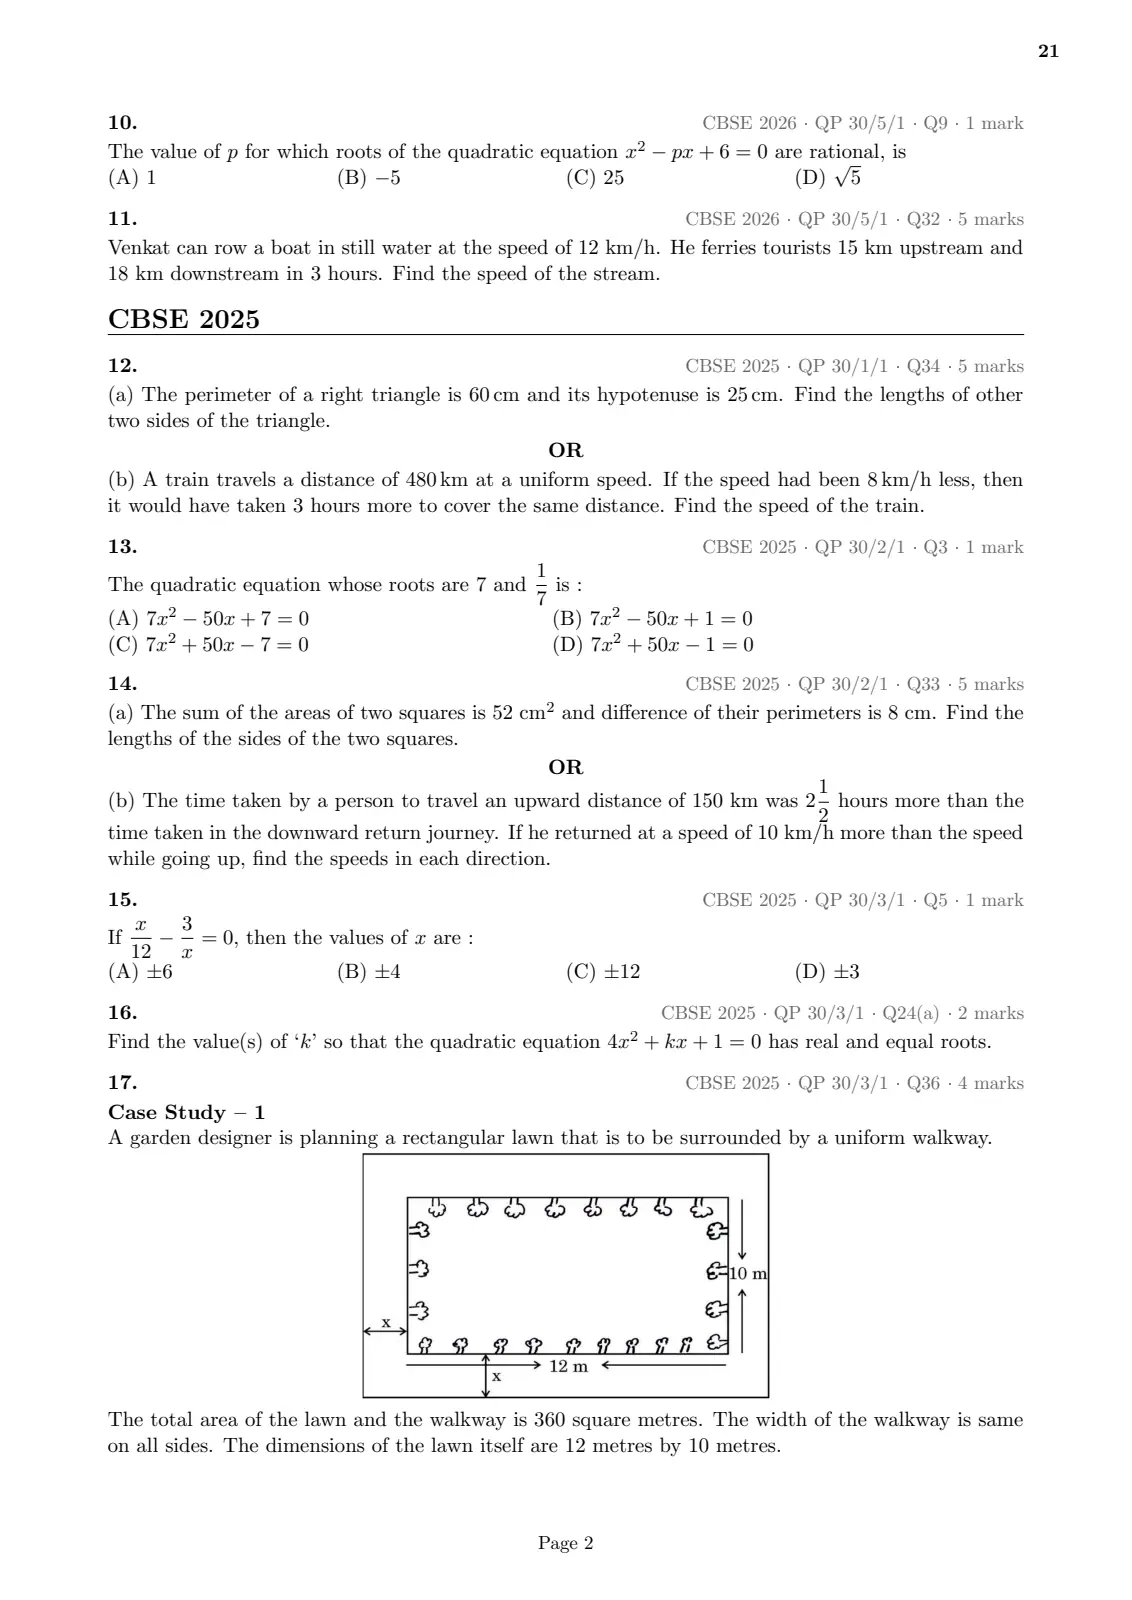 21
10. CBSE 2026 · QP 30/5/1 · Q9 · 1 mark
The value of p for which roots of the quadratic equation x² − px + 6 = 0 are rational, is
(A) 1 (B) −5 (C) 25 (D) √5
11. CBSE 2026 · QP 30/5/1 · Q32 · 5 marks
Venkat can row a boat in still water at the speed of 12 km/h. He ferries tourists 15 km upstream and
18 km downstream in 3 hours. Find the speed of the stream.
CBSE 2025
12. CBSE 2025 · QP 30/1/1 · Q34 · 5 marks
(a) The perimeter of a right triangle is 60 cm and its hypotenuse is 25 cm. Find the lengths of other
two sides of the triangle.
OR
(b) A train travels a distance of 480 km at a uniform speed. If the speed had been 8 km/h less, then
it would have taken 3 hours more to cover the same distance. Find the speed of the train.
13. CBSE 2025 · QP 30/2/1 · Q3 · 1 mark
The quadratic equation whose roots are 7 and 1/7 is :
(A) 7x² − 50x + 7 = 0 (B) 7x² − 50x + 1 = 0
(C) 7x² + 50x − 7 = 0 (D) 7x² + 50x − 1 = 0
14. CBSE 2025 · QP 30/2/1 · Q33 · 5 marks
(a) The sum of the areas of two squares is 52 cm² and difference of their perimeters is 8 cm. Find the
lengths of the sides of the two squares.
OR
(b) The time taken by a person to travel an upward distance of 150 km was 2 1/2 hours more than the
time taken in the downward return journey. If he returned at a speed of 10 km/h more than the speed
while going up, find the speeds in each direction.
15. CBSE 2025 · QP 30/3/1 · Q5 · 1 mark
If x/12 − 3/x = 0, then the values of x are :
(A) ±6 (B) ±4 (C) ±12 (D) ±3
16. CBSE 2025 · QP 30/3/1 · Q24(a) · 2 marks
Find the value(s) of ‘k’ so that the quadratic equation 4x² + kx + 1 = 0 has real and equal roots.
17. CBSE 2025 · QP 30/3/1 · Q36 · 4 marks
Case Study – 1
A garden designer is planning a rectangular lawn that is to be surrounded by a uniform walkway.
10 m
x
12 m
x
The total area of the lawn and the walkway is 360 square metres. The width of the walkway is same
on all sides. The dimensions of the lawn itself are 12 metres by 10 metres.
Page 2